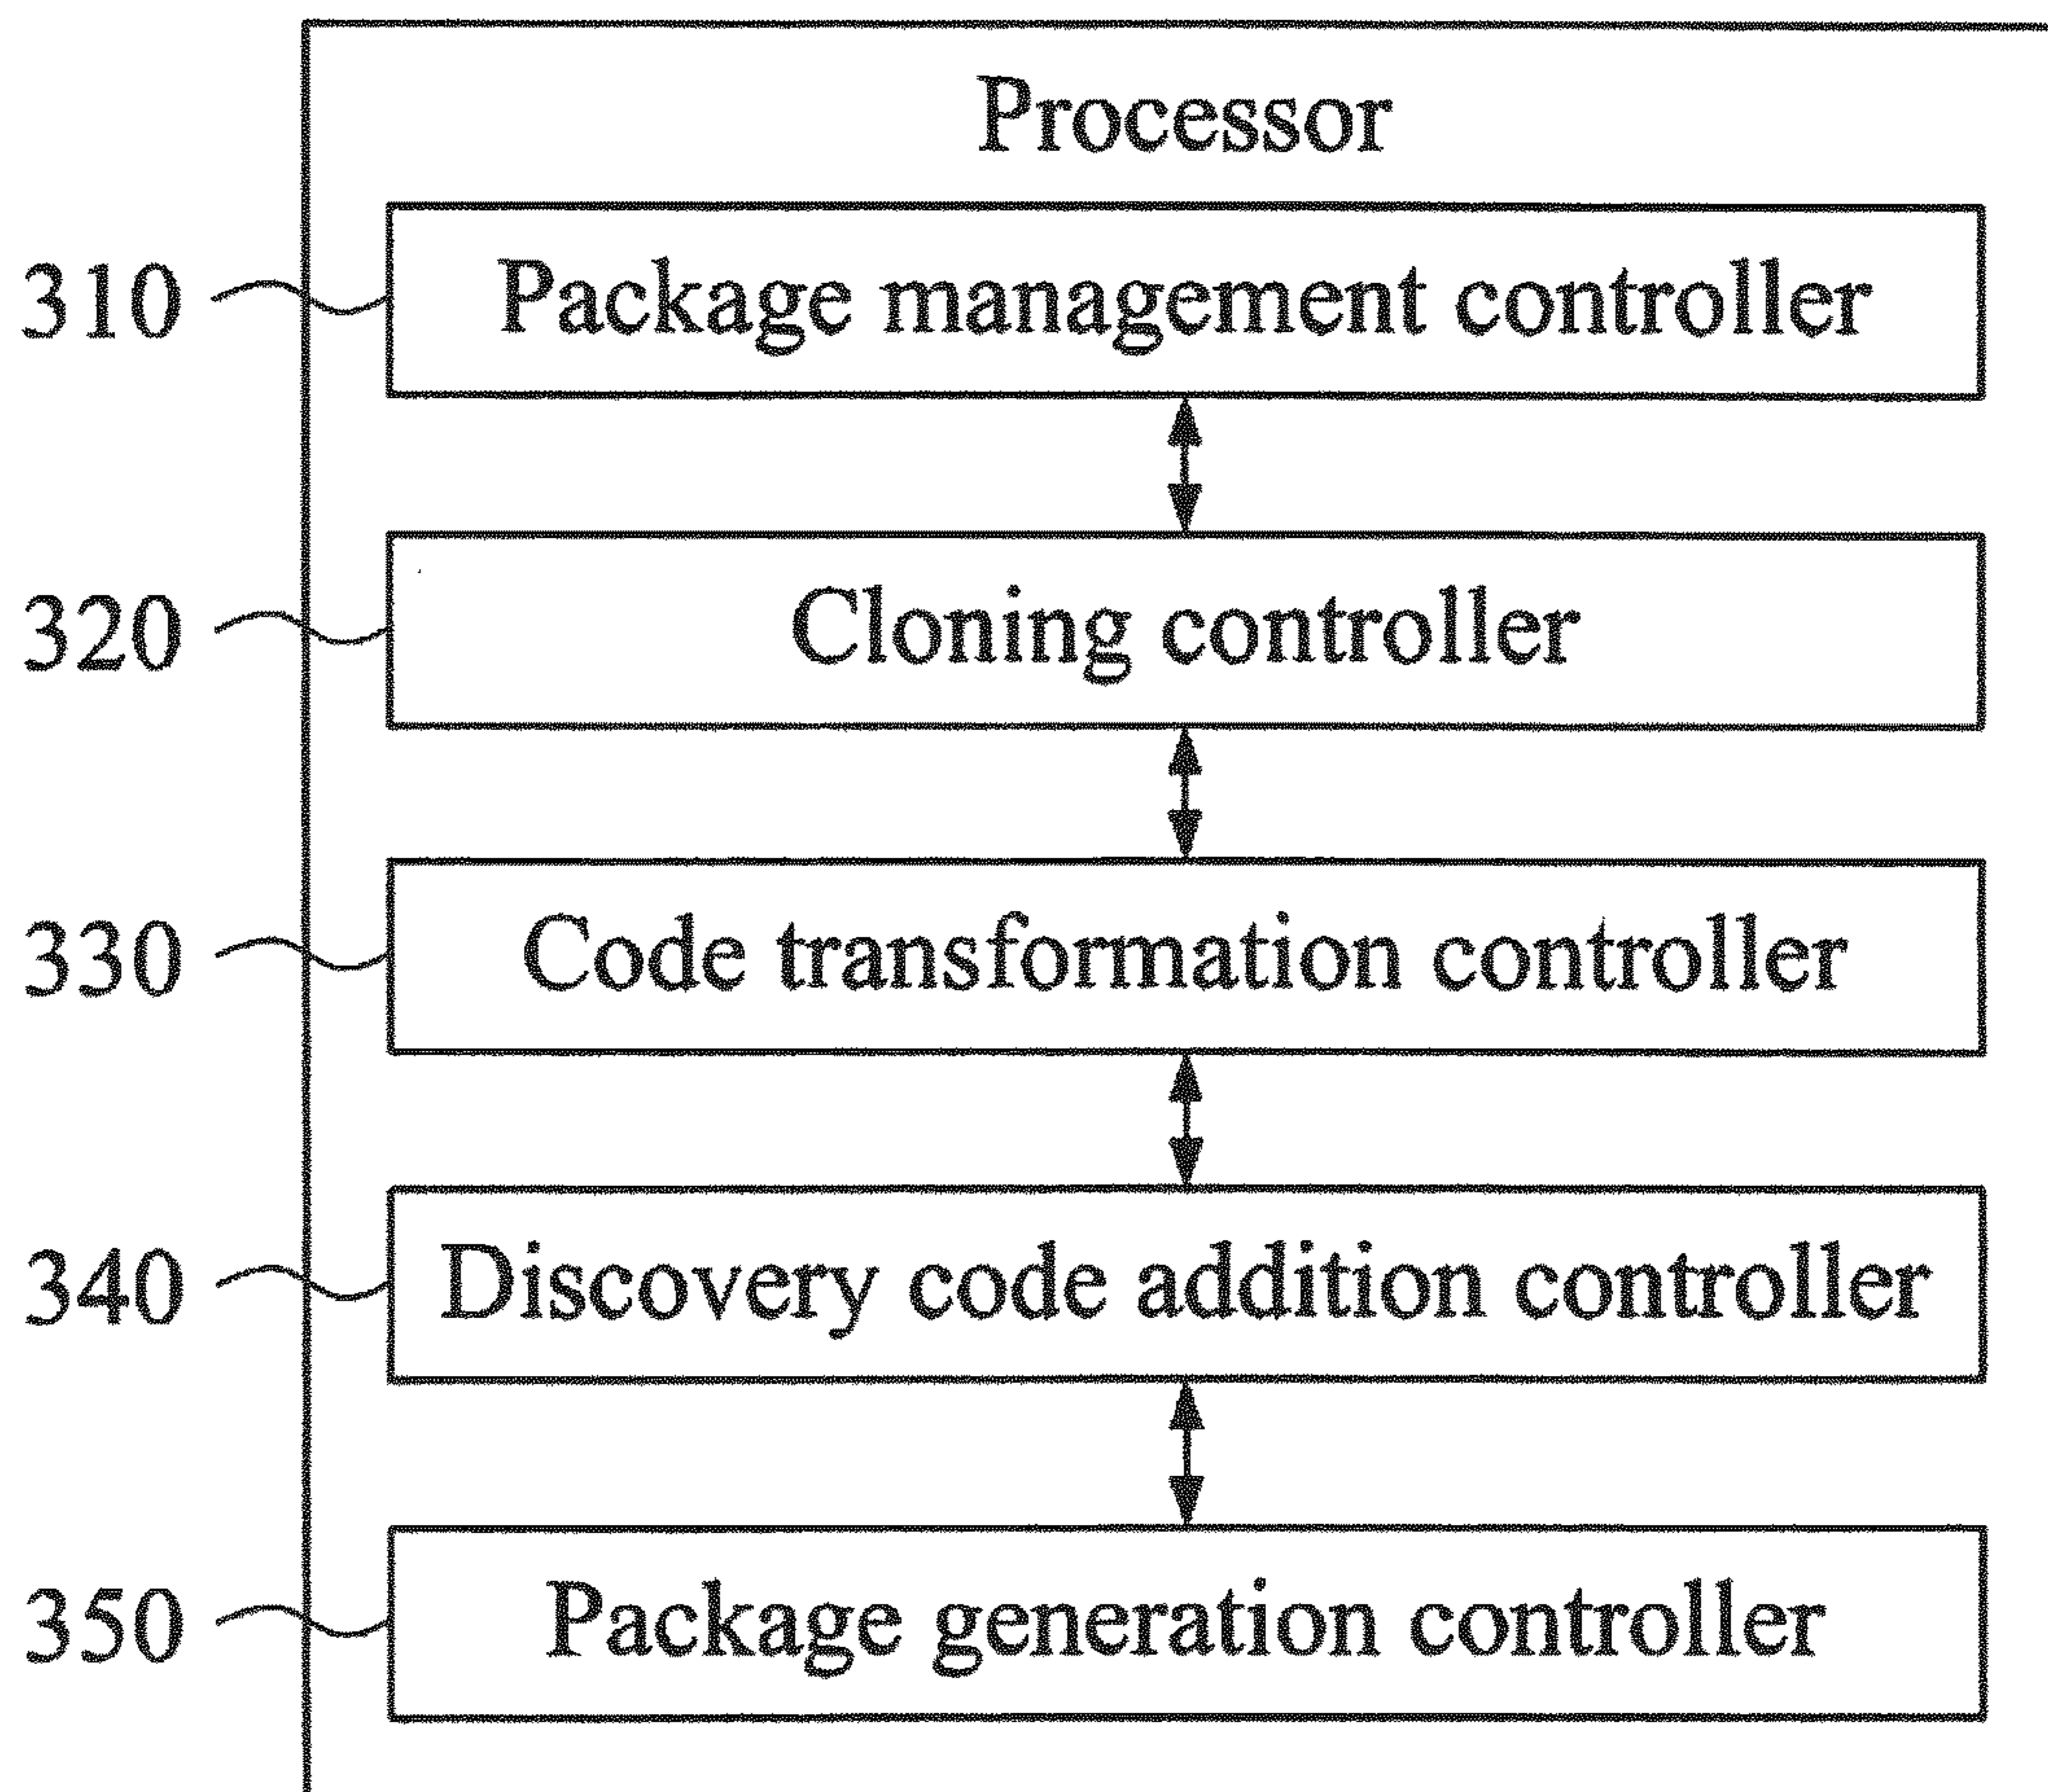 Processor
310 Package management controller
320 Cloning controller
330 Code transformation controller
340 Discovery code addition controller
350 Package generation controller